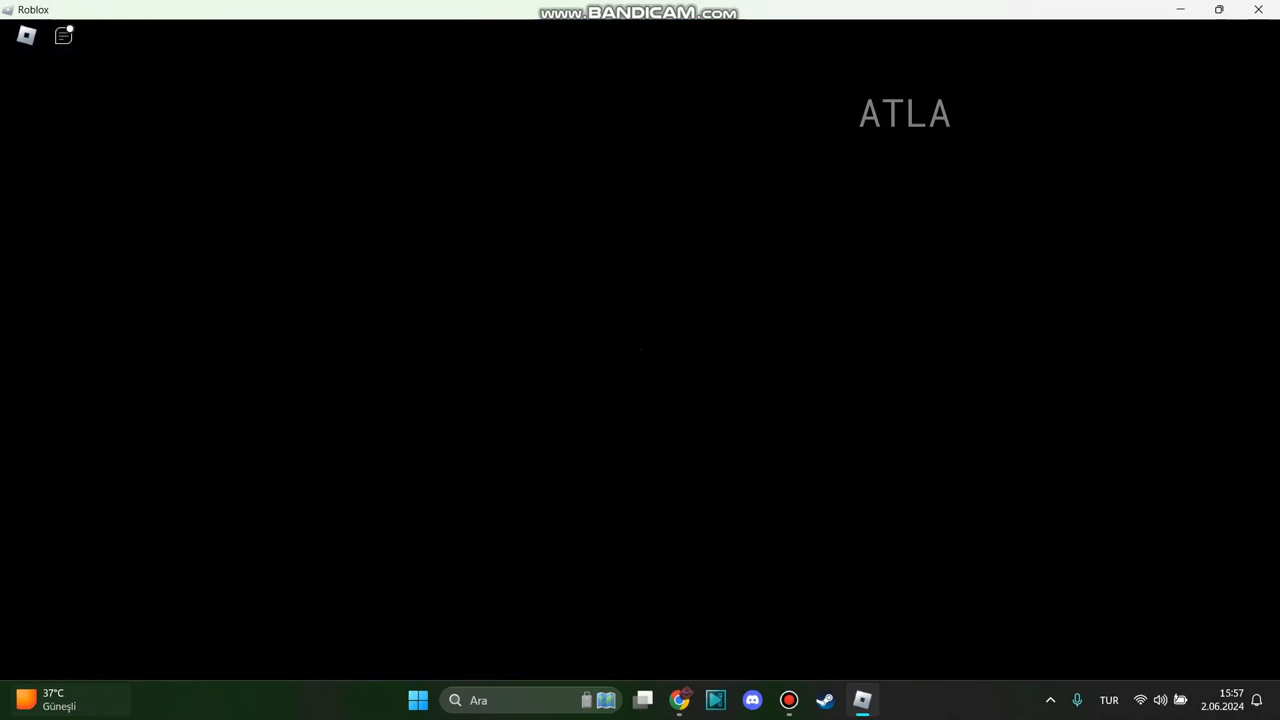 Roblox
www.BANDICAM.com
ATLA
37°C
Güneşli
Ara
TUR
15:57
2.06.2024